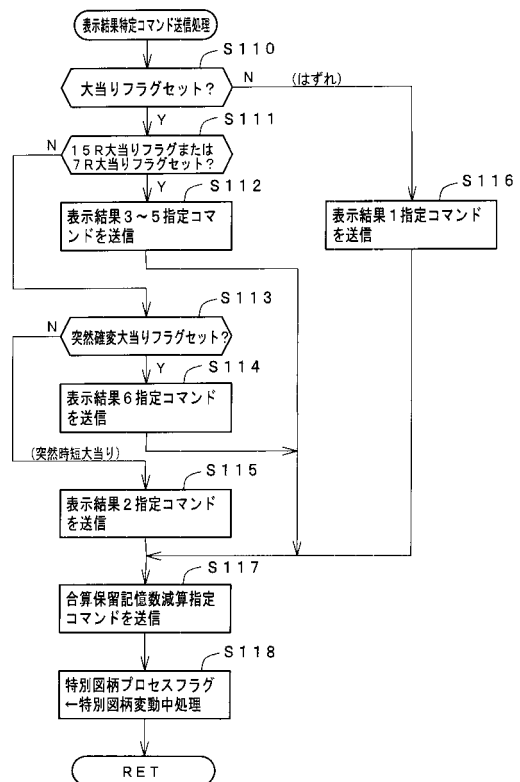 表示結果特定コマンド送信処理
S110
大当りフラグセット?
N
(はずれ)
Y
S111
N
15R大当りフラグまたは
7R大当りフラグセット?
Y
S112
表示結果3〜5指定コマ
ンドを送信
S116
表示結果1指定コマンド
を送信
S113
N
突然確変大当りフラグセット?
Y
S114
表示結果6指定コマンド
を送信
(突然時短大当り)
S115
表示結果2指定コマンド
を送信
S117
合算保留記憶数減算指定
コマンドを送信
S118
特別図柄プロセスフラグ
←特別図柄変動中処理
RET